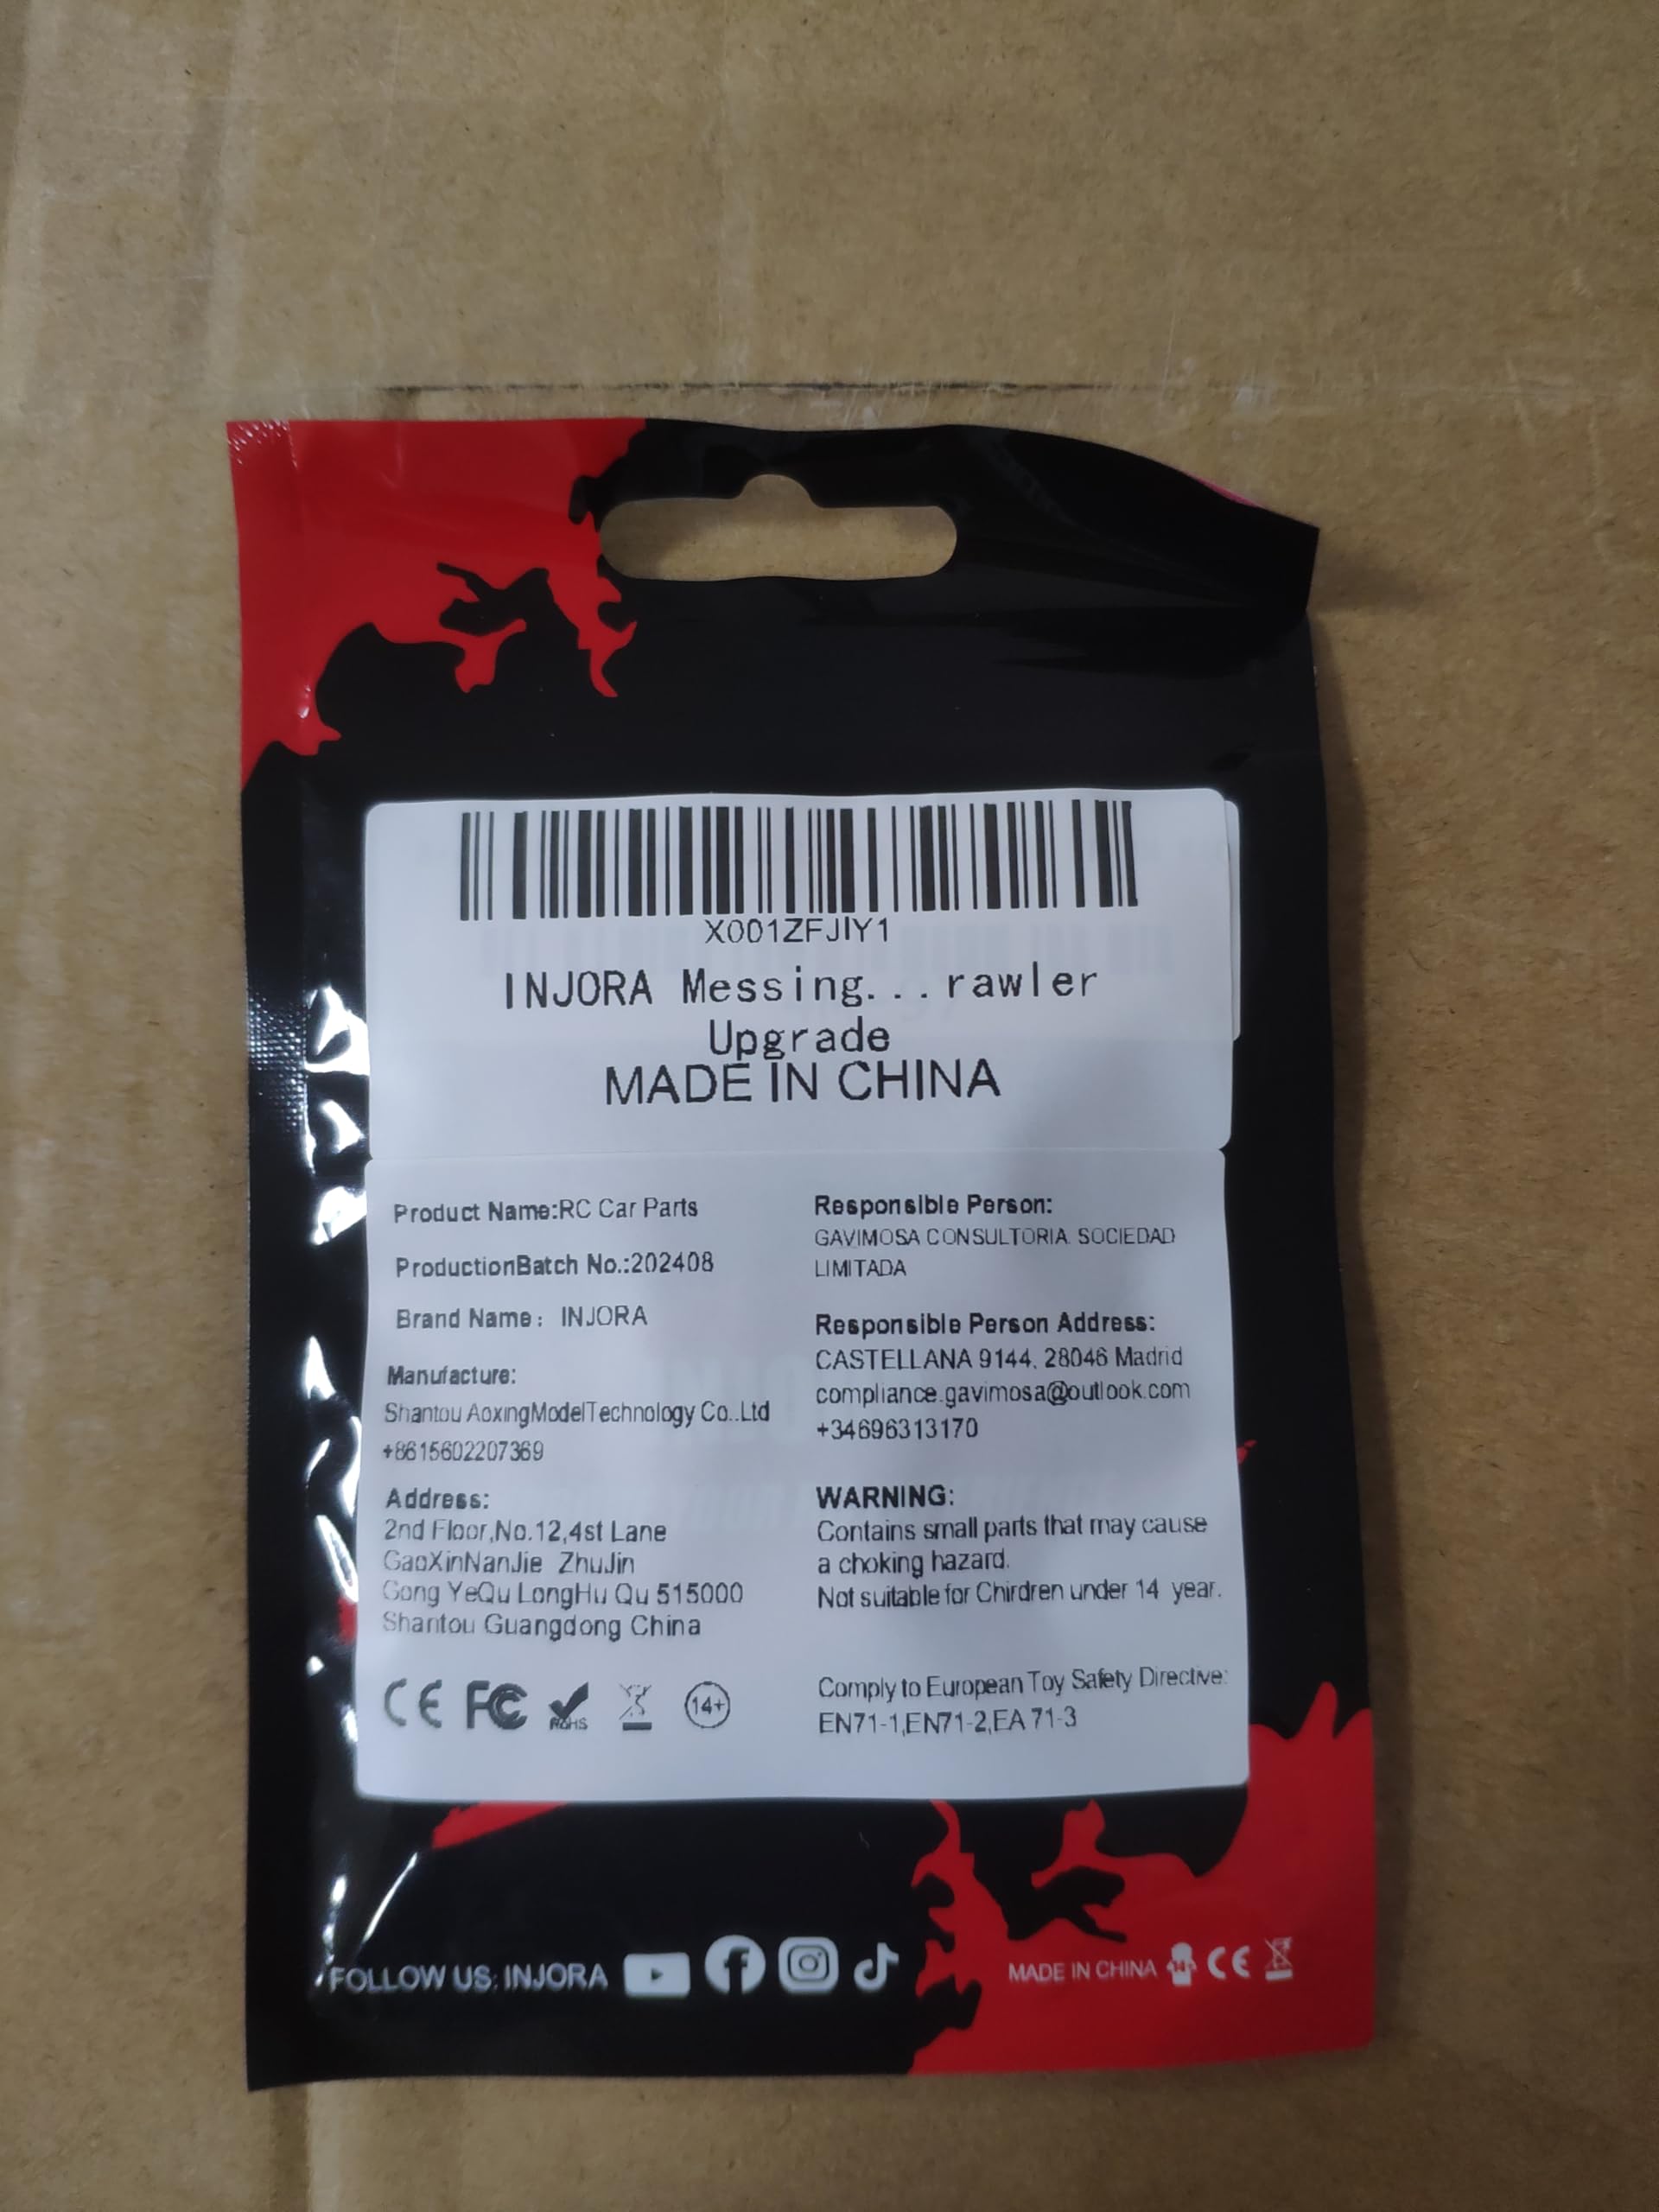 X001ZFJIY1
INJORA Messing...rawler
Upgrade
MADE IN CHINA
Product Name:RC Car Parts
ProductionBatch No.:202408
Brand Name: INJORA
Manufacture:
Shantou AoxingModelTechnology Co..Ltd
+8615602207369
Address:
2nd Floor,No.12,4st Lane
GaoXinNanJie ZhuJin
Gong YeQu LongHu Qu 515000
Shantou Guangdong China
CE FC RoHS 14+
Responsible Person:
GAVIMOSA CONSULTORIA. SOCIEDAD
LIMITADA
Responsible Person Address:
CASTELLANA 9144. 28046 Madrid
compliance.gavimosa@outlook.com
+34696313170
WARNING:
Contains small parts that may cause
a choking hazard.
Not suitable for Chirdren under 14 year.
Comply to European Toy Safety Directive:
EN71-1,EN71-2,EA 71-3
FOLLOW US: INJORA
MADE IN CHINA 14+ CE